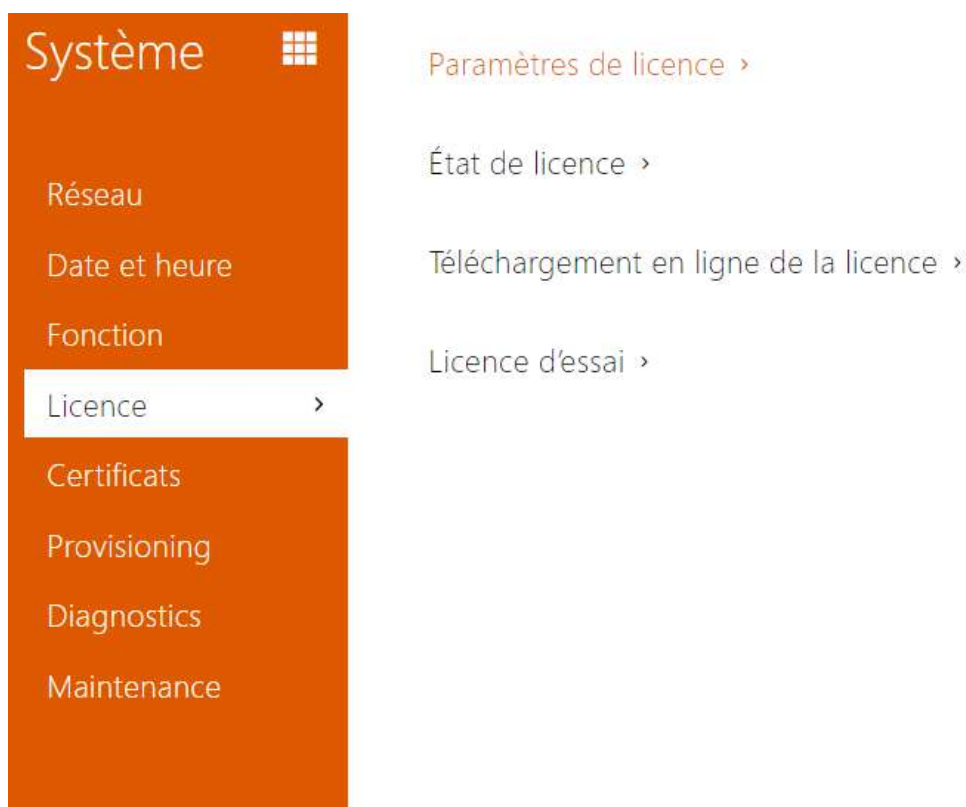 Système
Réseau
Date et heure
Fonction
Licence ›
Certificats
Provisioning
Diagnostics
Maintenance
Paramètres de licence ›
État de licence ›
Téléchargement en ligne de la licence ›
Licence d'essai ›